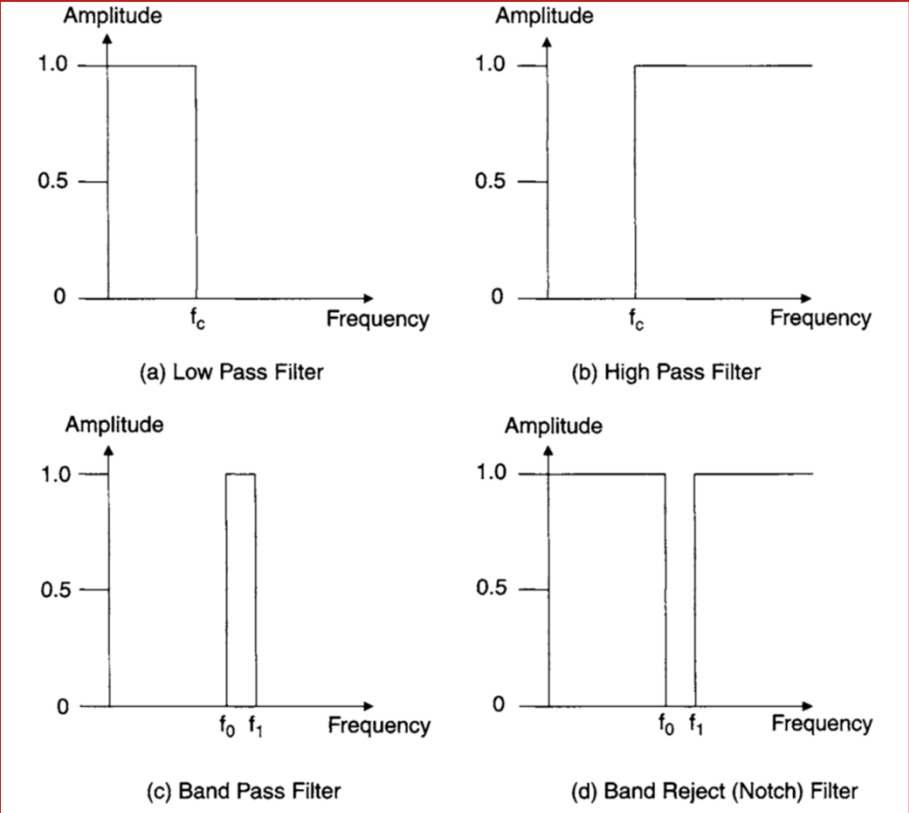 Amplitude
1.0
0.5
0
f_c
Frequency
(a) Low Pass Filter
Amplitude
1.0
0.5
0
f_c
Frequency
(b) High Pass Filter
Amplitude
1.0
0.5
0
f_0 f_1
Frequency
(c) Band Pass Filter
Amplitude
1.0
0.5
0
f_0 f_1
Frequency
(d) Band Reject (Notch) Filter